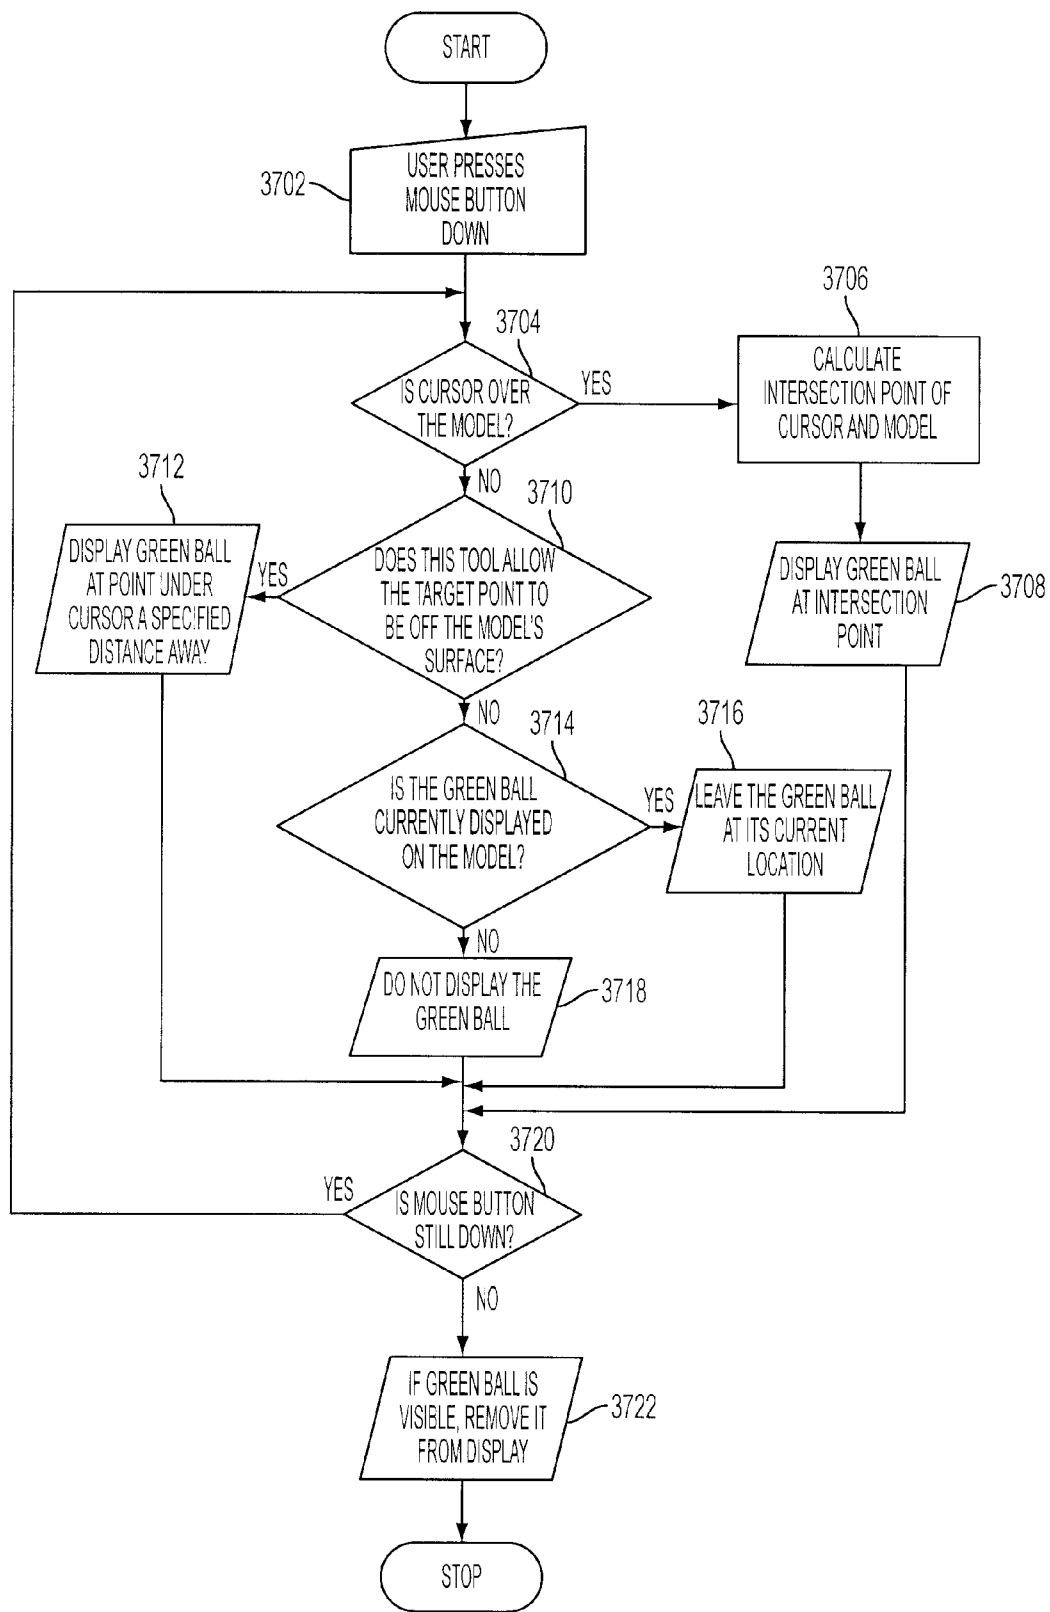 START
USER PRESSES
MOUSE BUTTON
DOWN
3702
3704
IS CURSOR OVER
THE MODEL?
YES
NO
3706
CALCULATE
INTERSECTION POINT OF
CURSOR AND MODEL
DISPLAY GREEN BALL
AT INTERSECTION
POINT
3708
3710
DOES THIS TOOL ALLOW
THE TARGET POINT TO
BE OFF THE MODEL'S
SURFACE?
YES
NO
3712
DISPLAY GREEN BALL
AT POINT UNDER
CURSOR A SPECIFIED
DISTANCE AWAY
3714
IS THE GREEN BALL
CURRENTLY DISPLAYED
ON THE MODEL?
YES
NO
3716
LEAVE THE GREEN BALL
AT ITS CURRENT
LOCATION
DO NOT DISPLAY THE
GREEN BALL
3718
3720
IS MOUSE BUTTON
STILL DOWN?
YES
NO
IF GREEN BALL IS
VISIBLE, REMOVE IT
FROM DISPLAY
3722
STOP